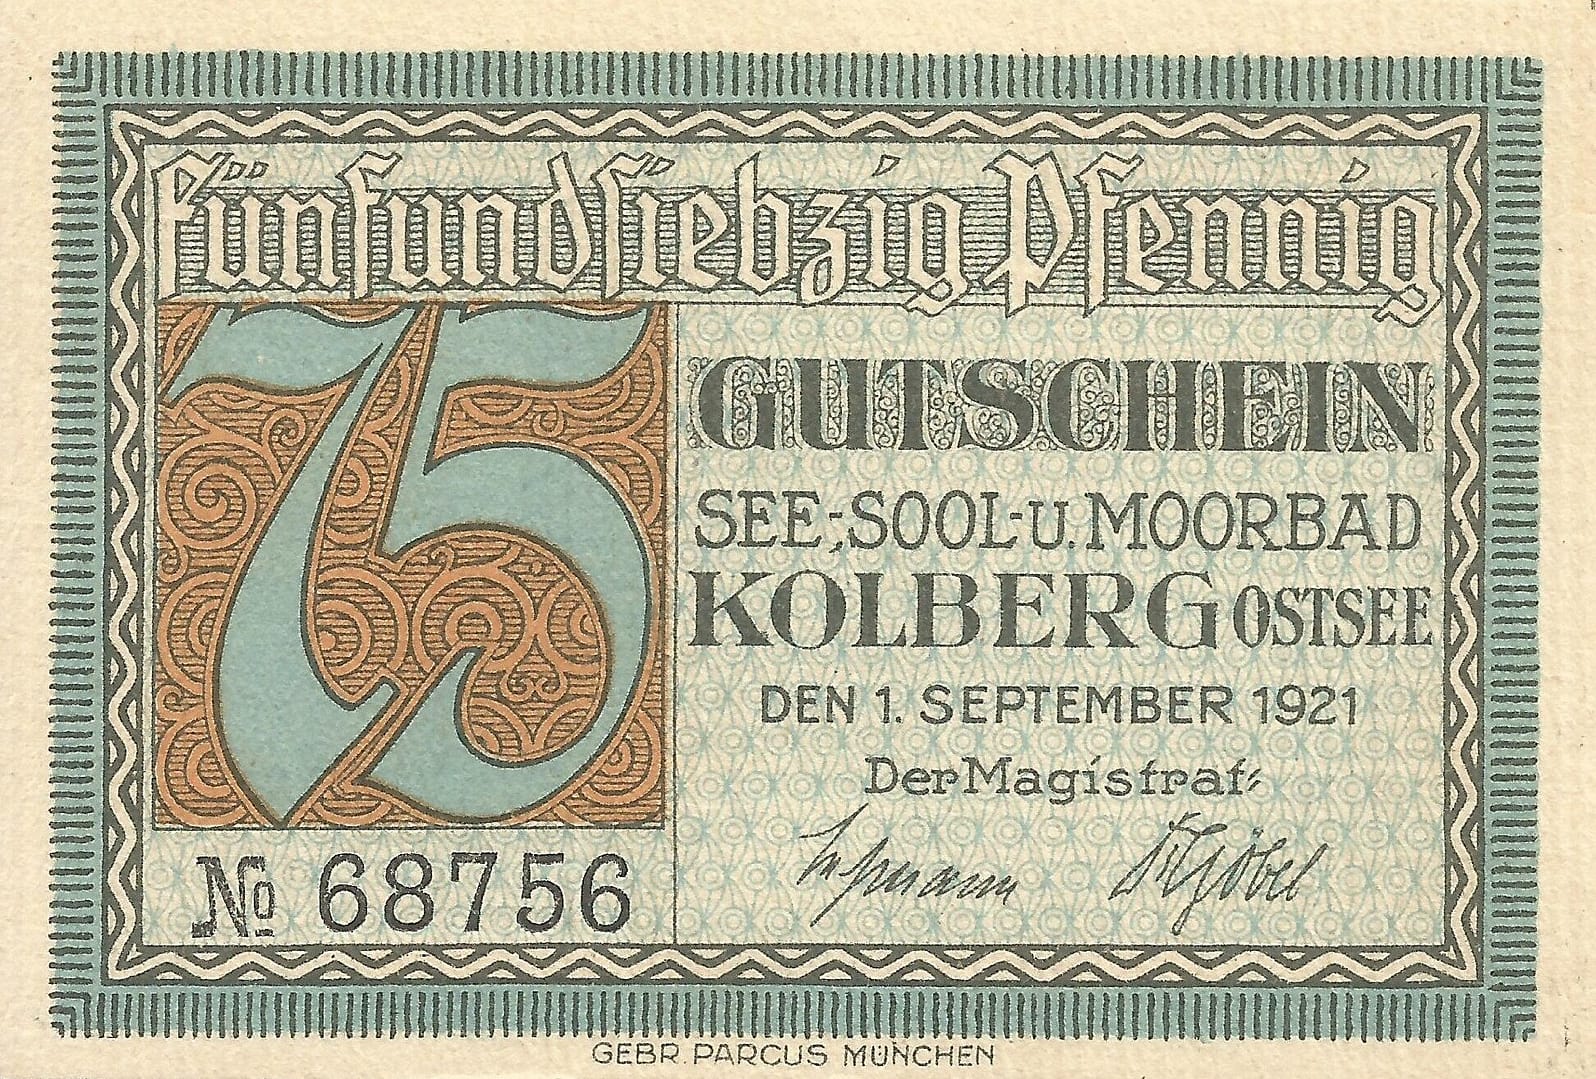 fünfundſiebzig Pfennig
75
GUTSCHEIN
SEE-, SOOL- U. MOORBAD
KOLBERG OSTSEE
DEN 1. SEPTEMBER 1921
Der Magistrat:
№ 68756
GEBR. PARCUS MÜNCHEN